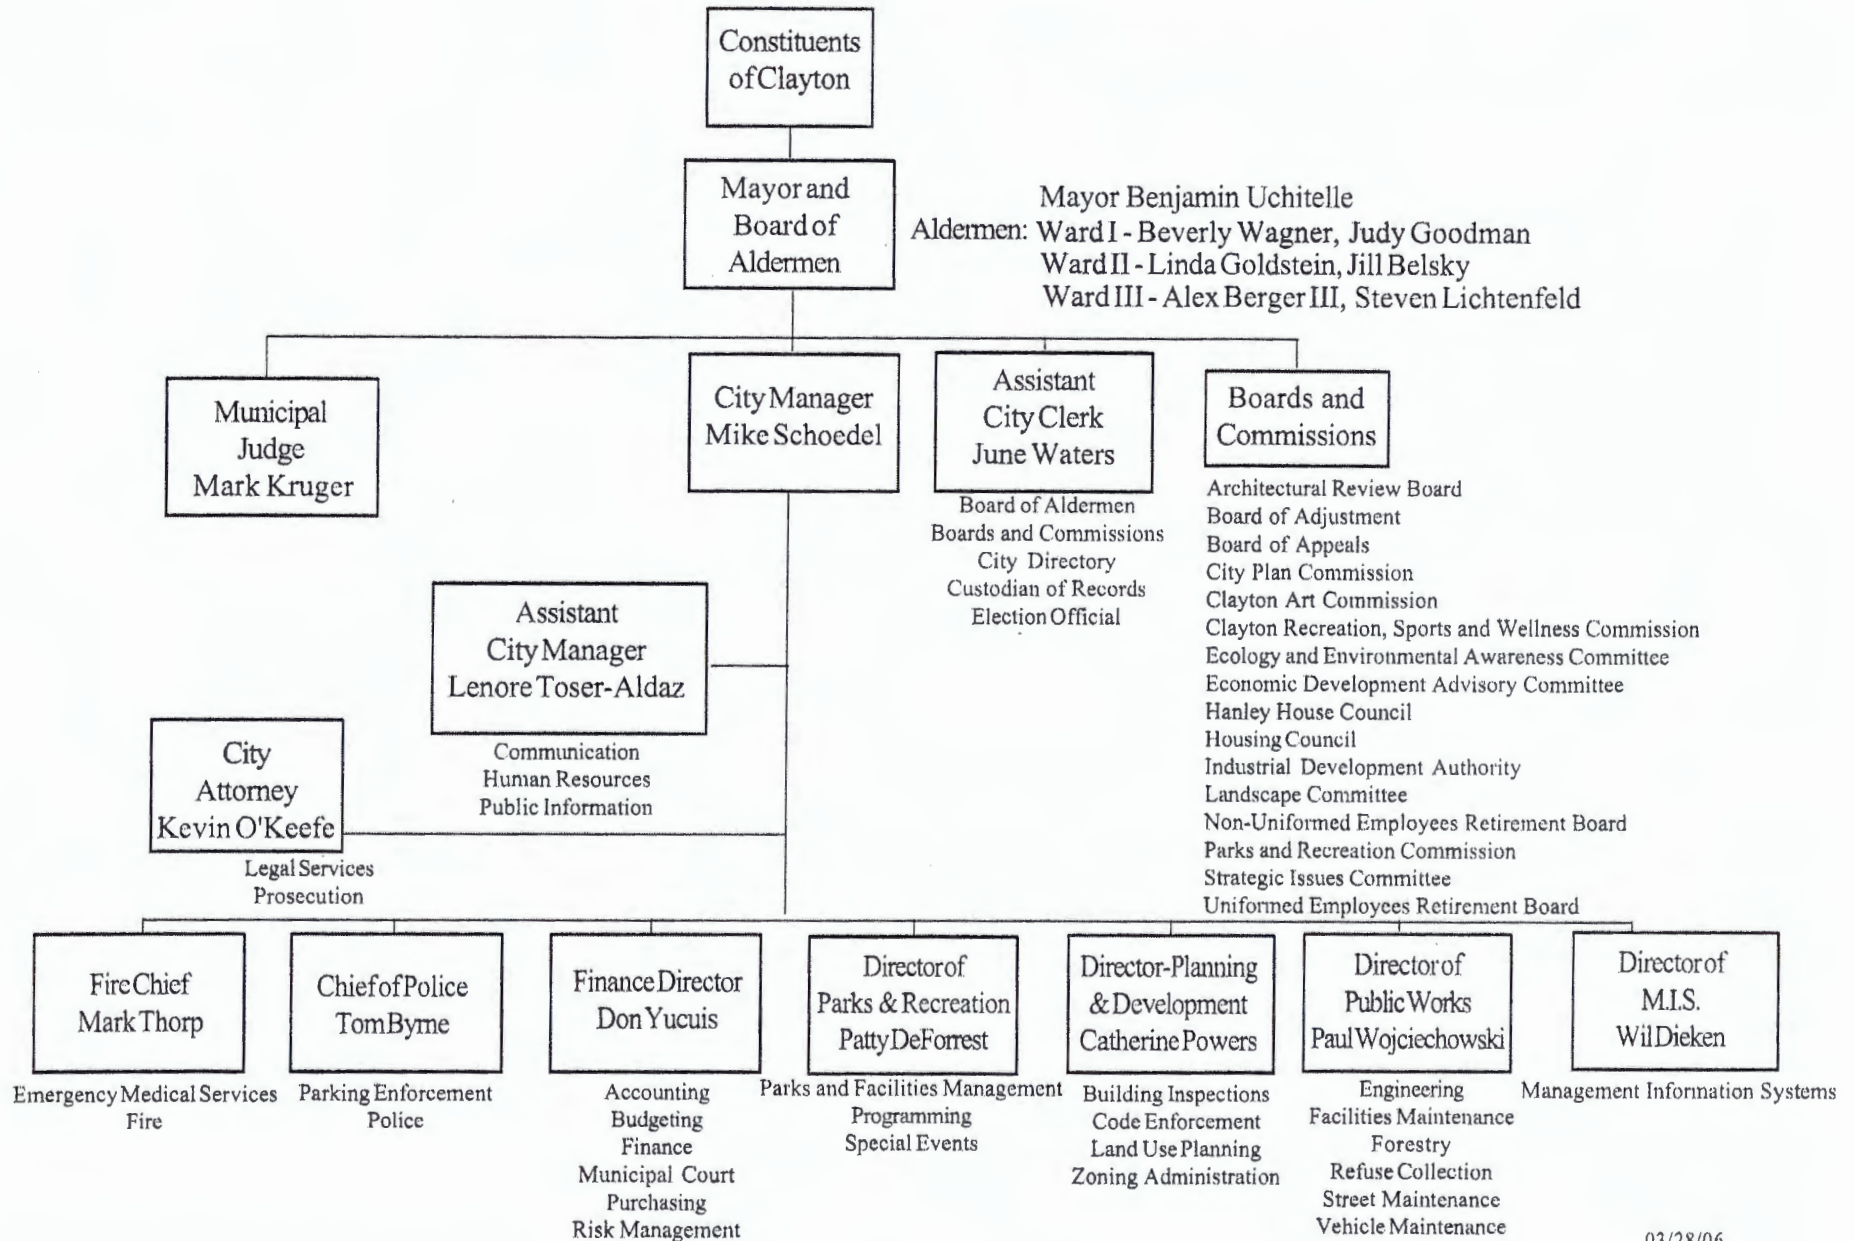 Constituents
of Clayton
Mayor and
Board of
Aldermen
Mayor Benjamin Uchitelle
Aldermen: Ward I - Beverly Wagner, Judy Goodman
Ward II - Linda Goldstein, Jill Belsky
Ward III - Alex Berger III, Steven Lichtenfeld
Municipal
Judge
Mark Kruger
City Manager
Mike Schoedel
Assistant
City Clerk
June Waters
Board of Aldermen
Boards and Commissions
City Directory
Custodian of Records
Election Official
Boards and
Commissions
Architectural Review Board
Board of Adjustment
Board of Appeals
City Plan Commission
Clayton Art Commission
Clayton Recreation, Sports and Wellness Commission
Ecology and Environmental Awareness Committee
Economic Development Advisory Committee
Hanley House Council
Housing Council
Industrial Development Authority
Landscape Committee
Non-Uniformed Employees Retirement Board
Parks and Recreation Commission
Strategic Issues Committee
Uniformed Employees Retirement Board
Assistant
City Manager
Lenore Toser-Aldaz
Communication
Human Resources
Public Information
City
Attorney
Kevin O'Keefe
Legal Services
Prosecution
Fire Chief
Mark Thorp
Emergency Medical Services
Fire
Chief of Police
Tom Byrne
Parking Enforcement
Police
Finance Director
Don Yucuis
Accounting
Budgeting
Finance
Municipal Court
Purchasing
Risk Management
Director of
Parks & Recreation
Patty DeForrest
Parks and Facilities Management
Programming
Special Events
Director-Planning
& Development
Catherine Powers
Building Inspections
Code Enforcement
Land Use Planning
Zoning Administration
Director of
Public Works
Paul Wojciechowski
Engineering
Facilities Maintenance
Forestry
Refuse Collection
Street Maintenance
Vehicle Maintenance
Director of
M.I.S.
Wil Dieken
Management Information Systems
03/28/06